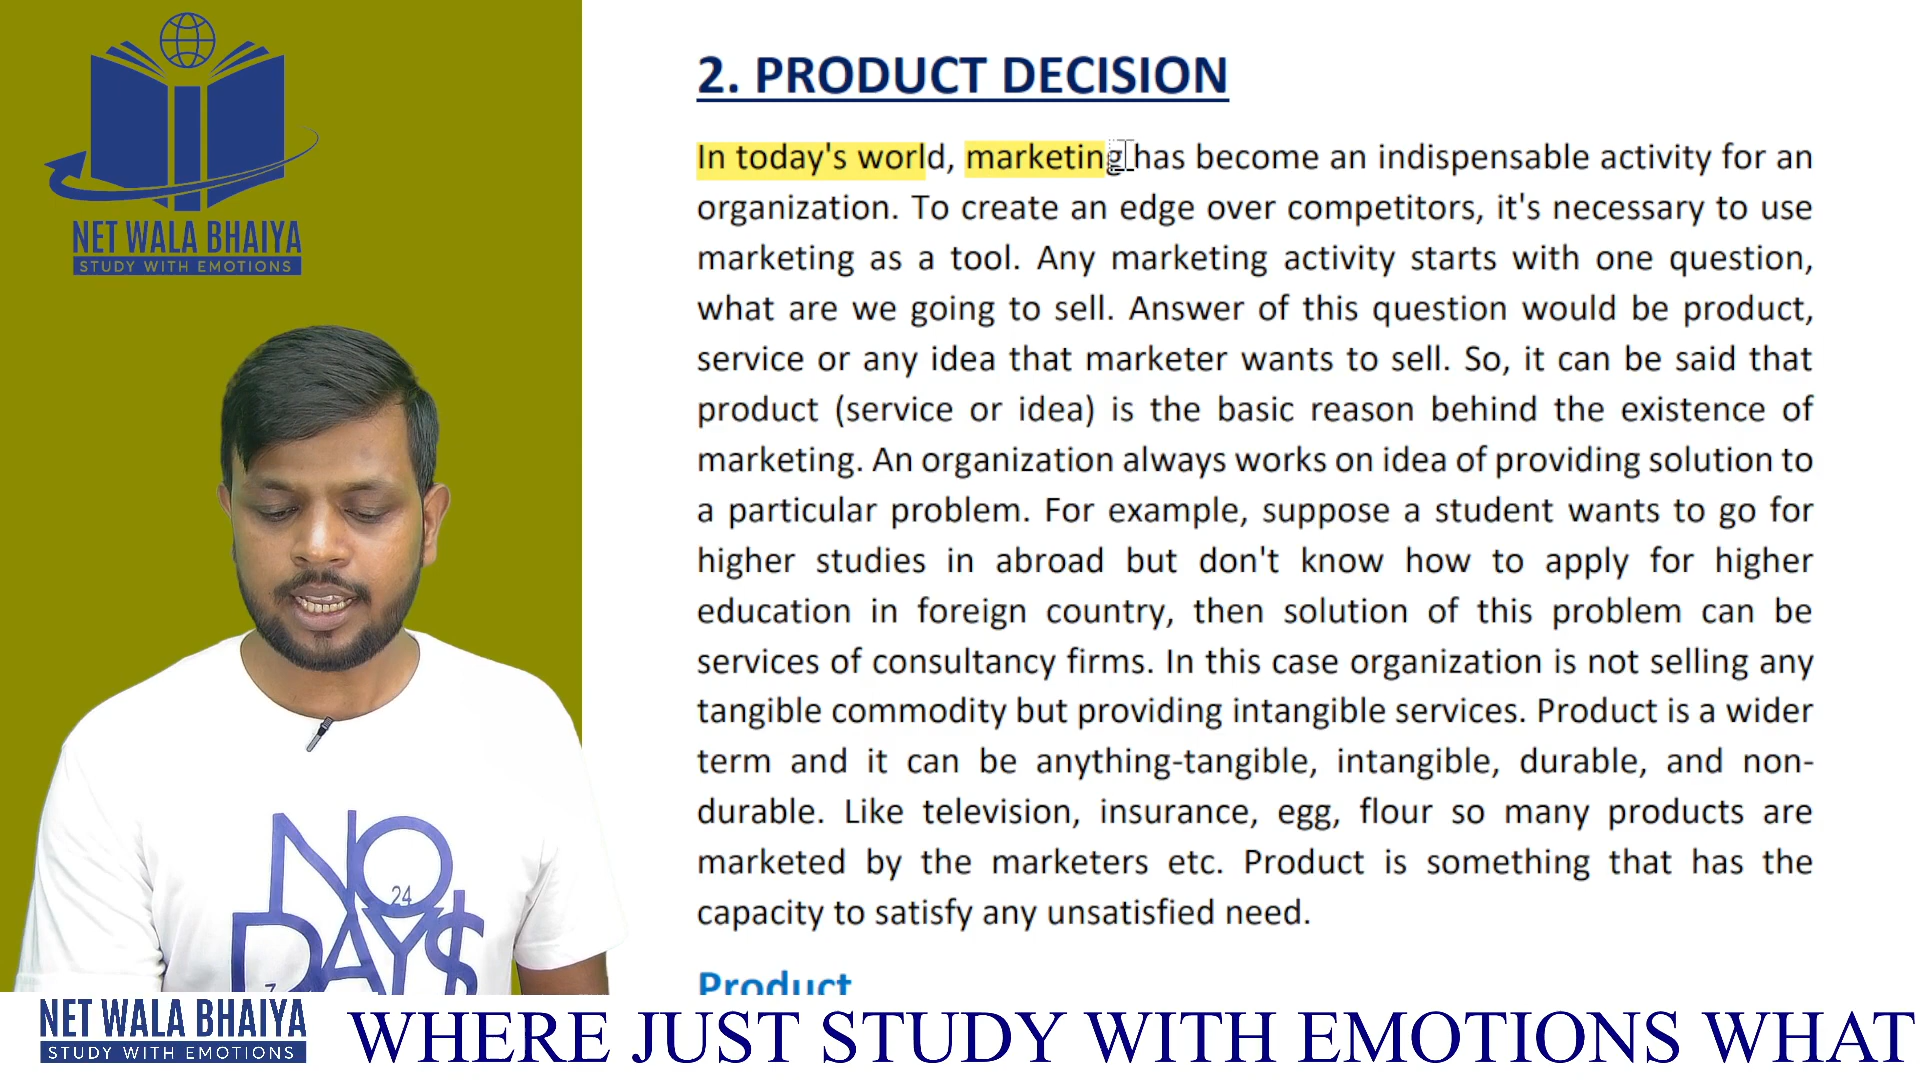 NET WALA BHAIYA
STUDY WITH EMOTIONS
2. PRODUCT DECISION
In today's world, marketing has become an indispensable activity for an
organization. To create an edge over competitors, it's necessary to use
marketing as a tool. Any marketing activity starts with one question,
what are we going to sell. Answer of this question would be product,
service or any idea that marketer wants to sell. So, it can be said that
product (service or idea) is the basic reason behind the existence of
marketing. An organization always works on idea of providing solution to
a particular problem. For example, suppose a student wants to go for
higher studies in abroad but don't know how to apply for higher
education in foreign country, then solution of this problem can be
services of consultancy firms. In this case organization is not selling any
tangible commodity but providing intangible services. Product is a wider
term and it can be anything-tangible, intangible, durable, and non-
durable. Like television, insurance, egg, flour so many products are
marketed by the marketers etc. Product is something that has the
capacity to satisfy any unsatisfied need.
Product
NO
24
DAY$
7
NET WALA BHAIYA
STUDY WITH EMOTIONS
WHERE JUST STUDY WITH EMOTIONS WHAT